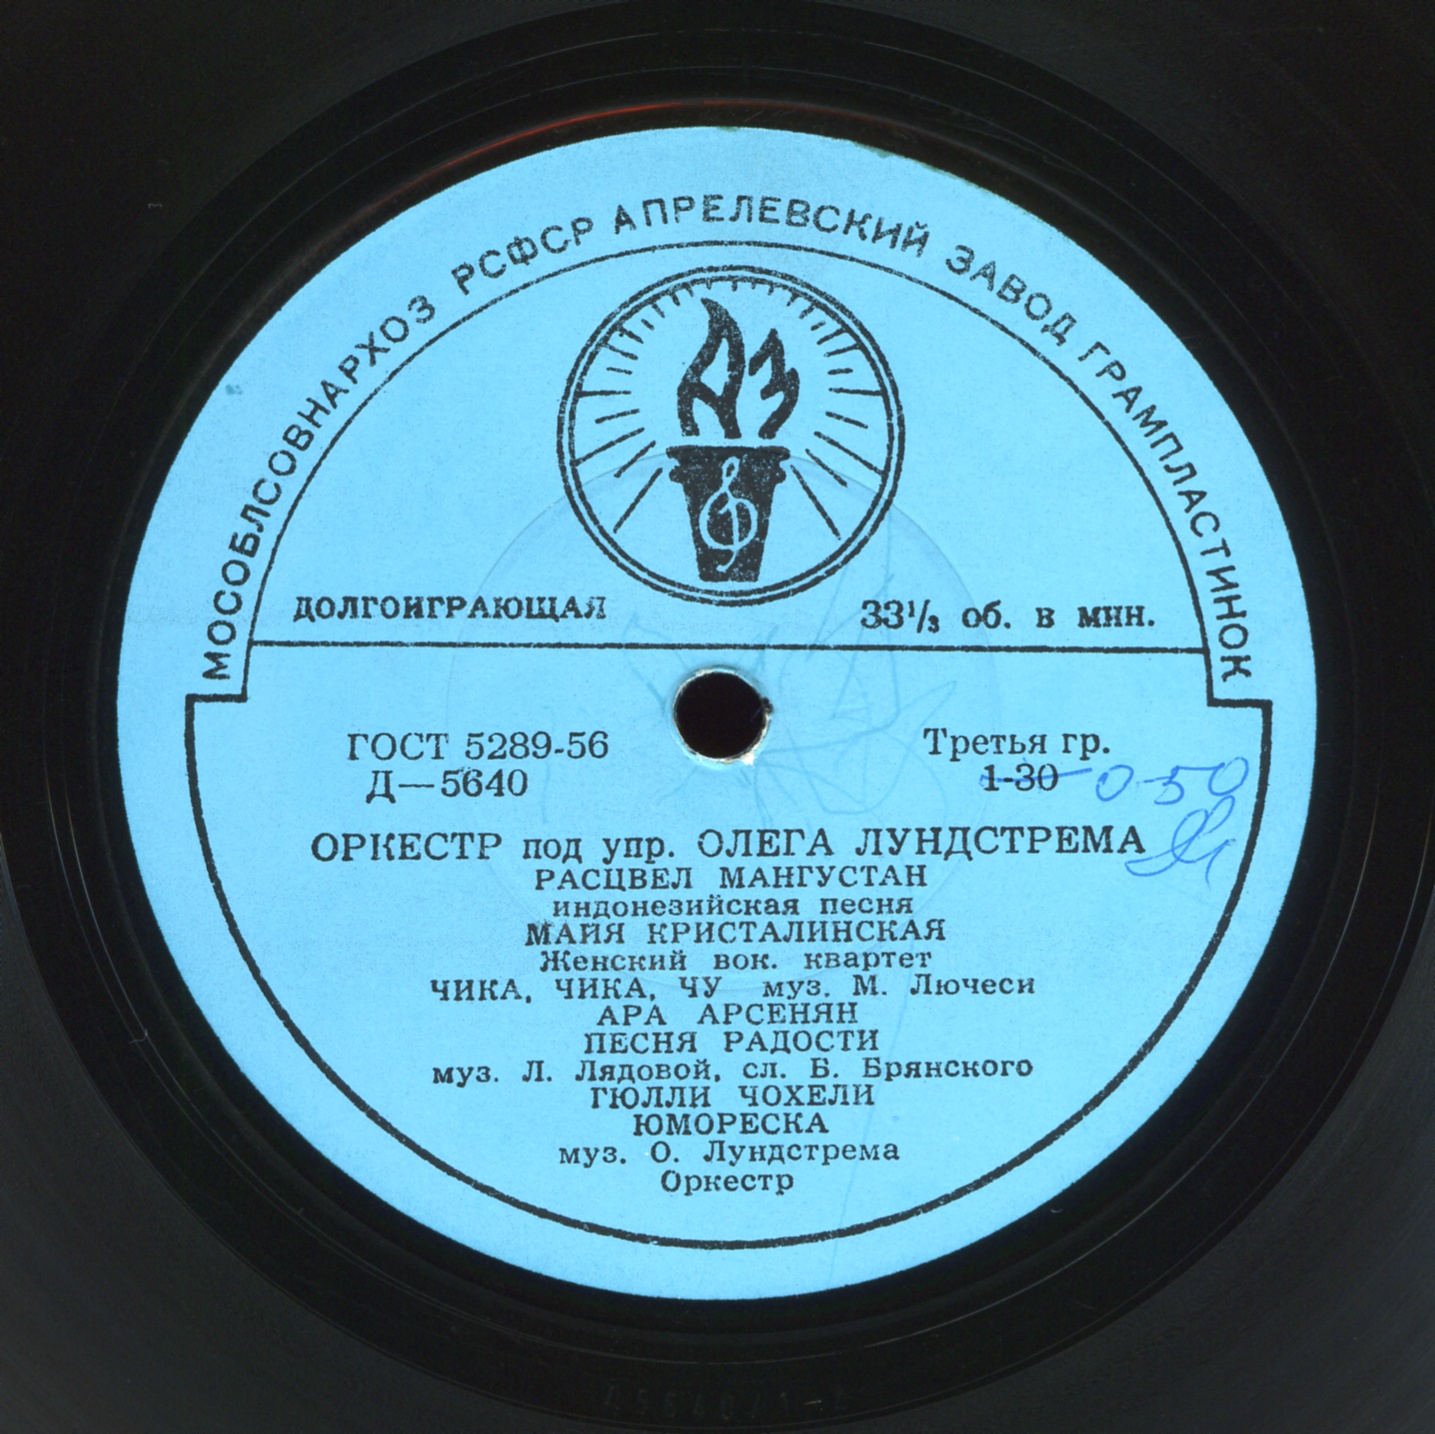 МОСОБЛСОВНАРХОЗ РСФСР АПРЕЛЕВСКИЙ ЗАВОД ГРАМПЛАСТИНОК
АЗ
ДОЛГОИГРАЮЩАЯ 33⅓ об. в мин.
ГОСТ 5289-56 Третья гр.
Д—5640 1-30 0-50
ОРКЕСТР под упр. ОЛЕГА ЛУНДСТРЕМА
РАСЦВЕЛ МАНГУСТАН
индонезийская песня
МАЙЯ КРИСТАЛИНСКАЯ
Женский вок. квартет
ЧИКА, ЧИКА, ЧУ муз. М. Лючеси
АРА АРСЕНЯН
ПЕСНЯ РАДОСТИ
муз. Л. Лядовой, сл. Б. Брянского
ГЮЛЛИ ЧОХЕЛИ
ЮМОРЕСКА
муз. О. Лундстрема
Оркестр